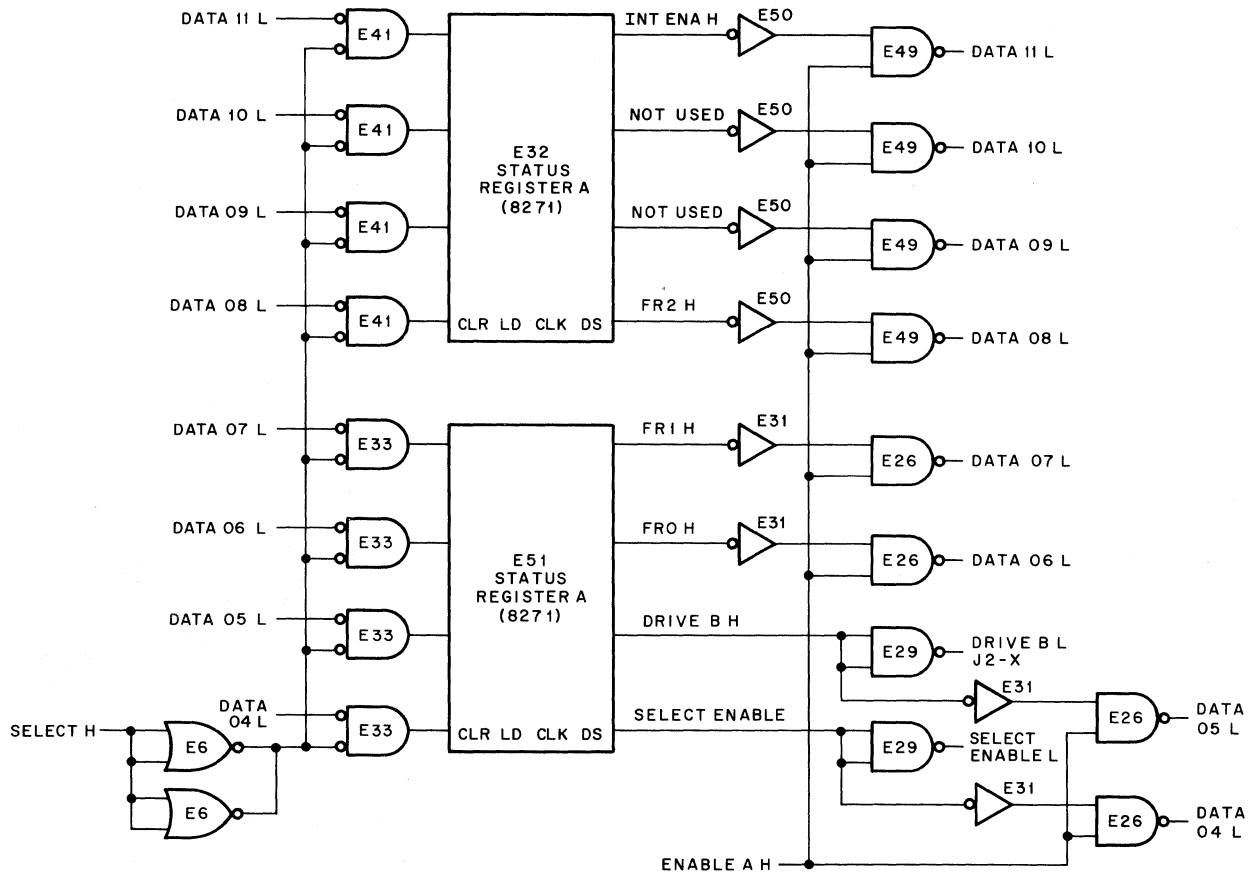 DATA 11 L
E41
INT ENA H
E50
E49
DATA 11 L
DATA 10 L
E41
NOT USED
E50
E49
DATA 10 L
E32
STATUS
REGISTER A
(8271)
DATA 09 L
E41
NOT USED
E50
E49
DATA 09 L
DATA 08 L
E41
CLR LD CLK DS
FR2 H
E50
E49
DATA 08 L
DATA 07 L
E33
FR1 H
E31
E26
DATA 07 L
DATA 06 L
E33
FR0 H
E31
E26
DATA 06 L
E51
STATUS
REGISTER A
(8271)
DATA 05 L
E33
DRIVE B H
E29
DRIVE B L
J2-X
E31
E26
DATA
05 L
DATA
04 L
E33
CLR LD CLK DS
SELECT ENABLE
E29
SELECT
ENABLE L
E31
E26
DATA
04 L
SELECT H
E6
E6
ENABLE A H